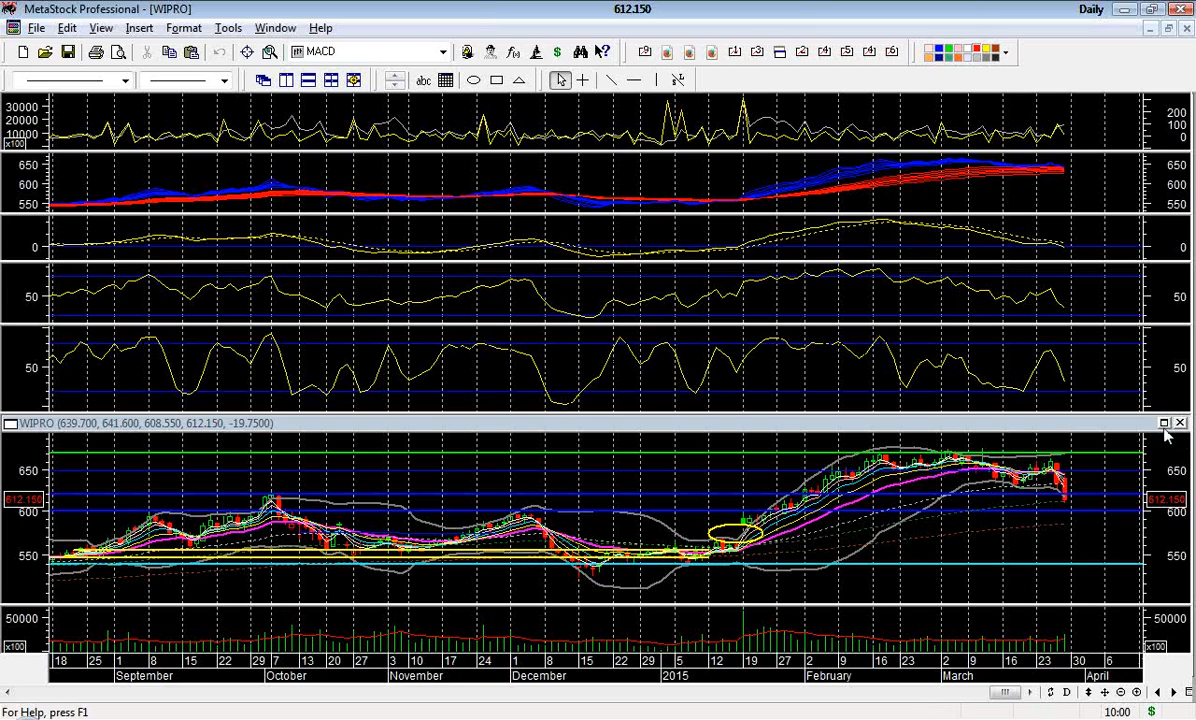 MetaStock Professional - [WIPRO] 612.150 Daily
File Edit View Insert Format Tools Window Help
MACD
abc
30000
20000
10000
x100
200
100
0
650
600
550
650
600
550
0
0
50
50
50
50
WIPRO (639.700, 641.600, 608.550, 612.150, -19.7500)
650
612.150
600
550
650
612.150
600
550
50000
x100
50000
x100
18 25 1 8 15 22 29 7 13 20 27 3 10 17 24 1 8 15 22 29 5 12 19 27 2 9 16 23 2 9 16 23 30 6
September October November December 2015 February March April
D
For Help, press F1 10:00 $